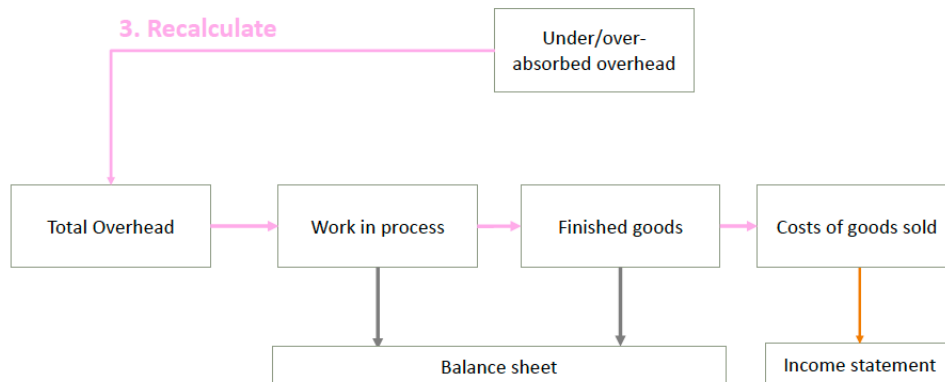 3. Recalculate
Under/over-
absorbed overhead
Total Overhead
Work in process
Finished goods
Costs of goods sold
Balance sheet
Income statement